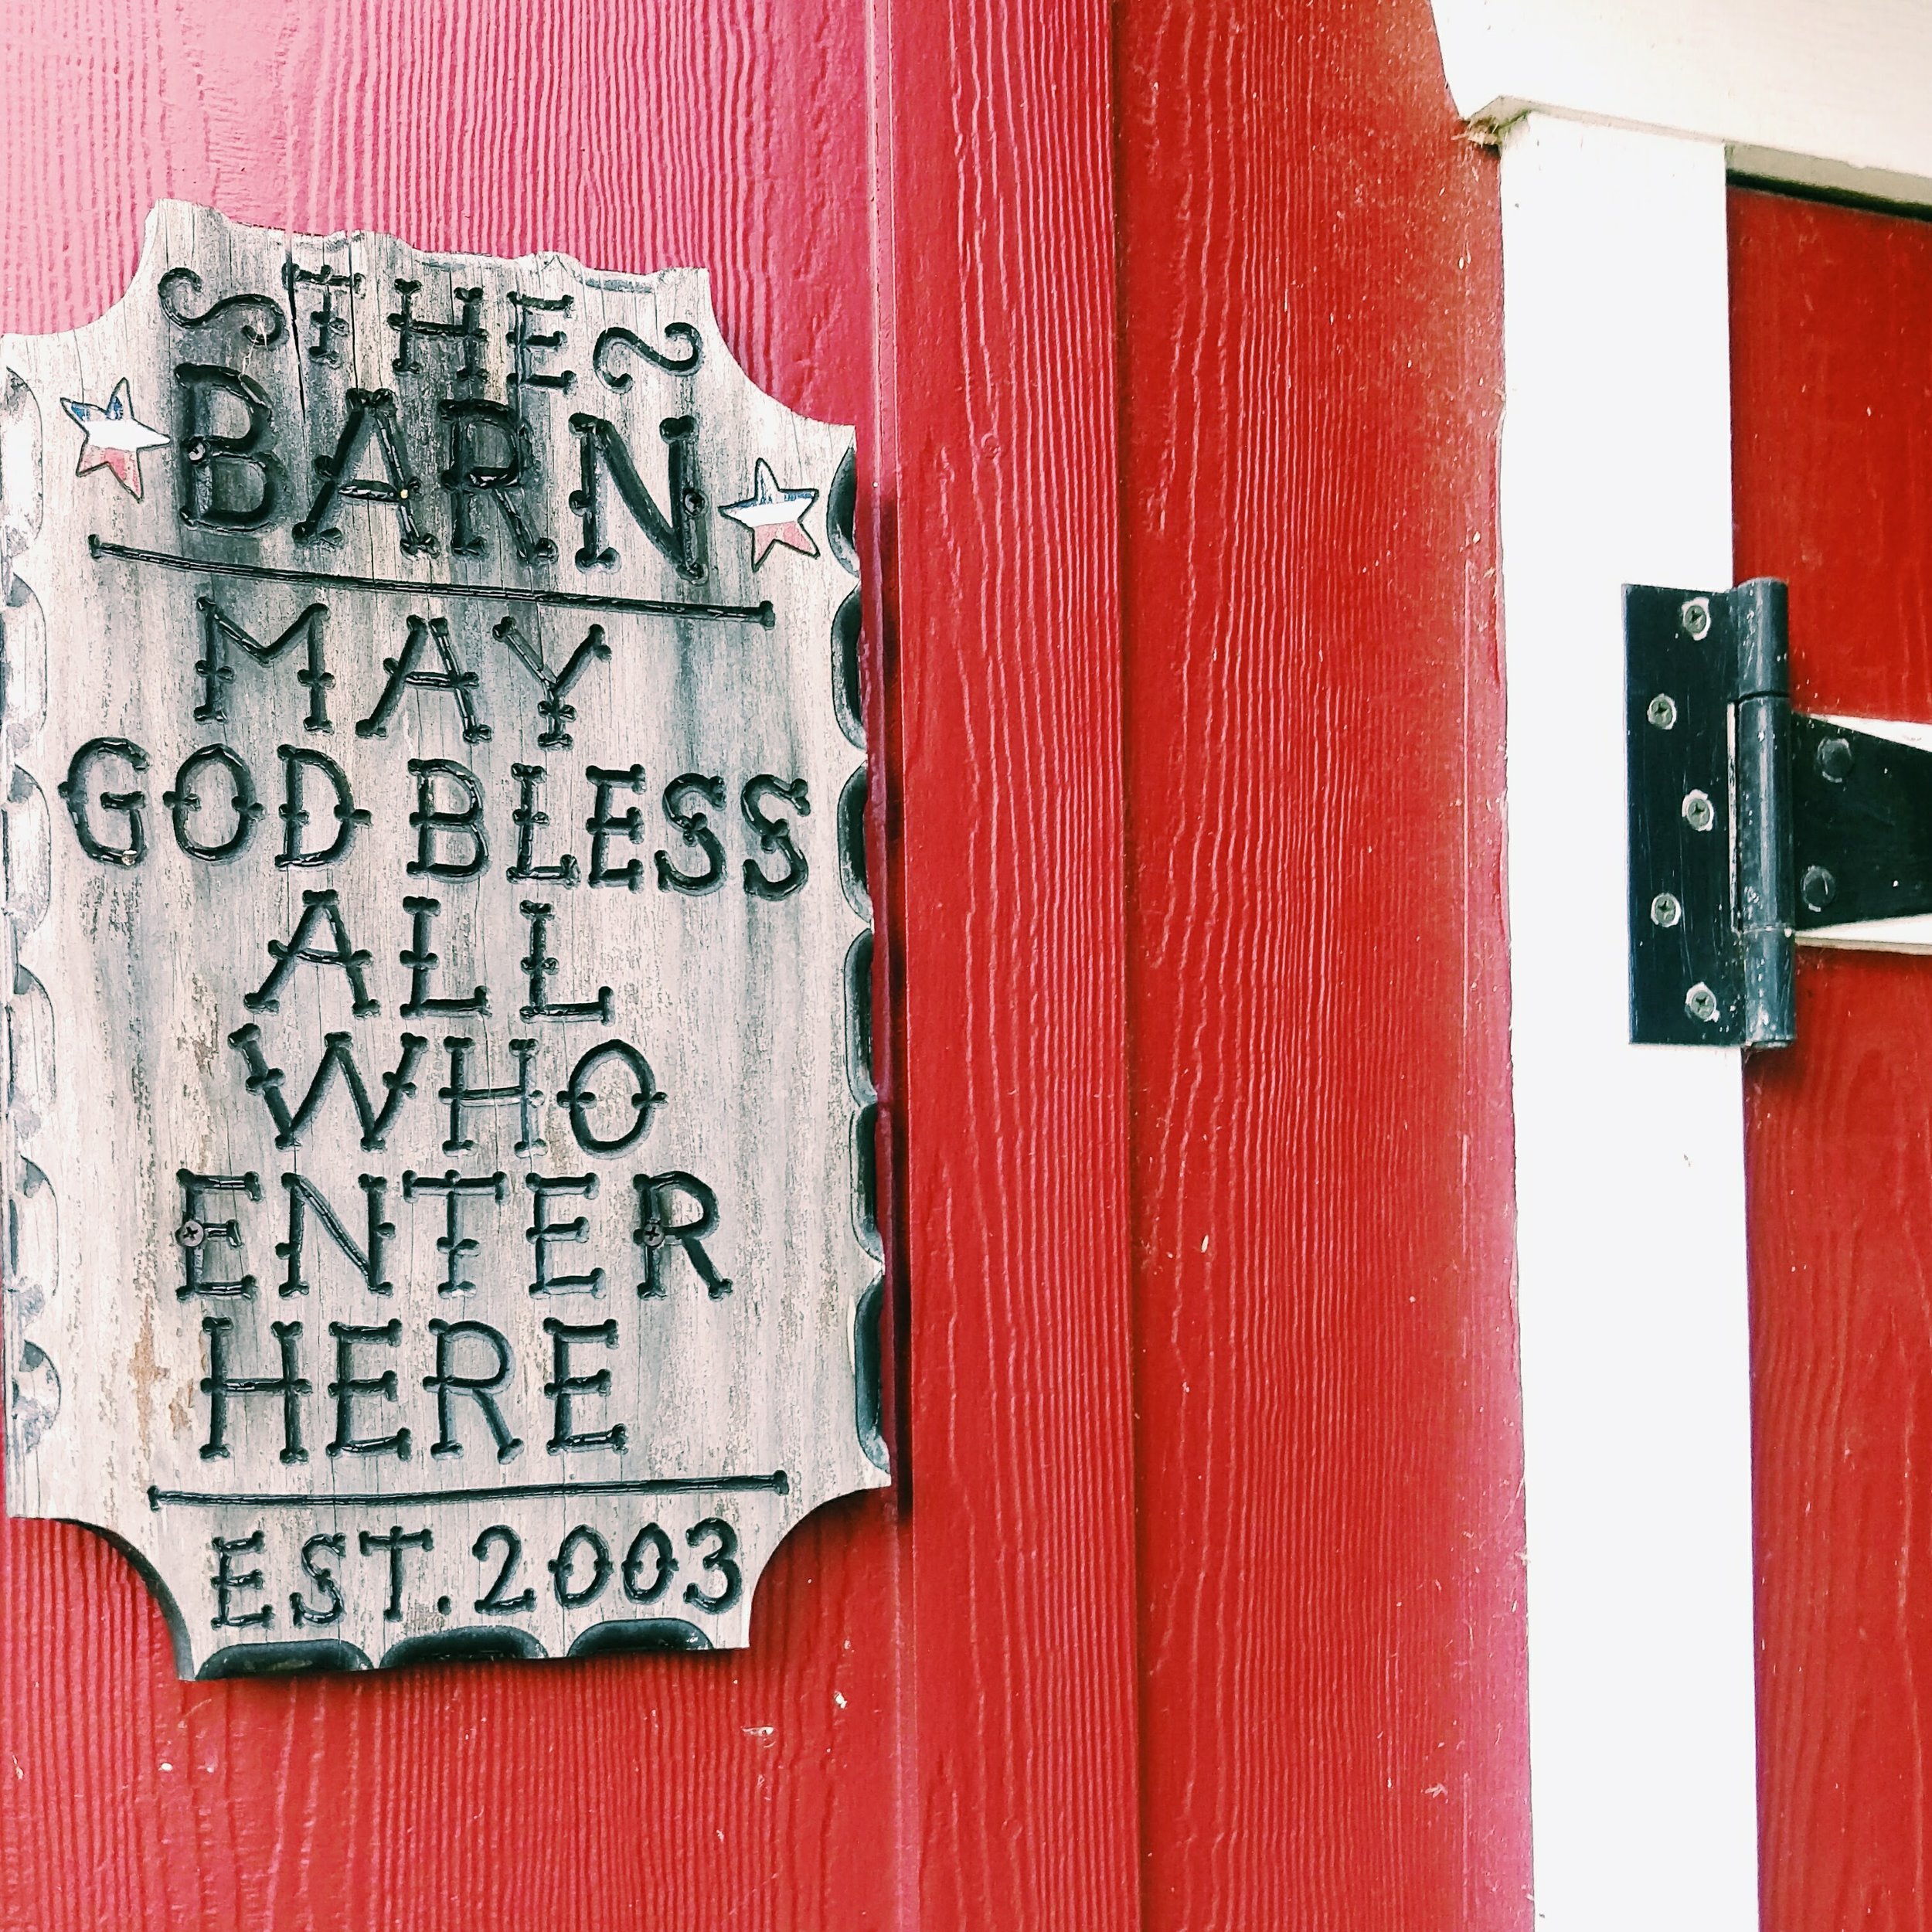 THE
BARN
MAY
GOD BLESS
ALL
WHO
ENTER
HERE
EST. 2003